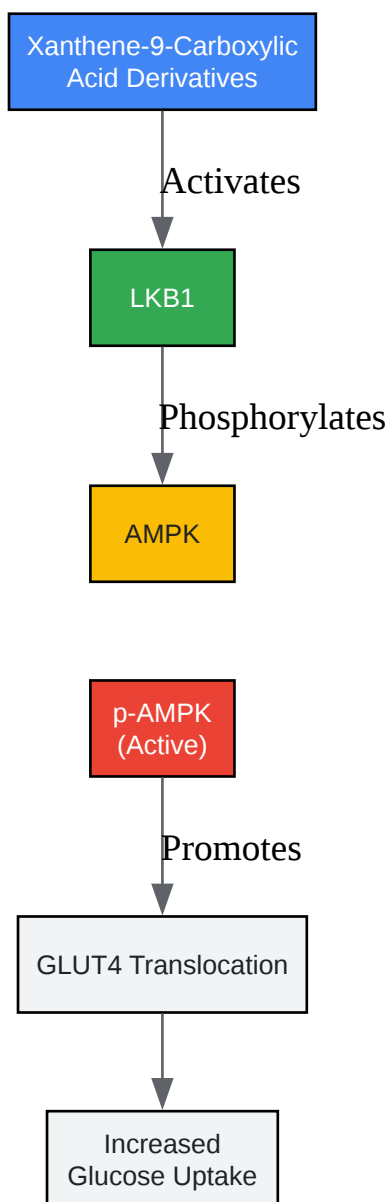 Xanthene-9-Carboxylic
Acid Derivatives
Activates
LKB1
Phosphorylates
AMPK
p-AMPK
(Active)
Promotes
GLUT4 Translocation
Increased
Glucose Uptake